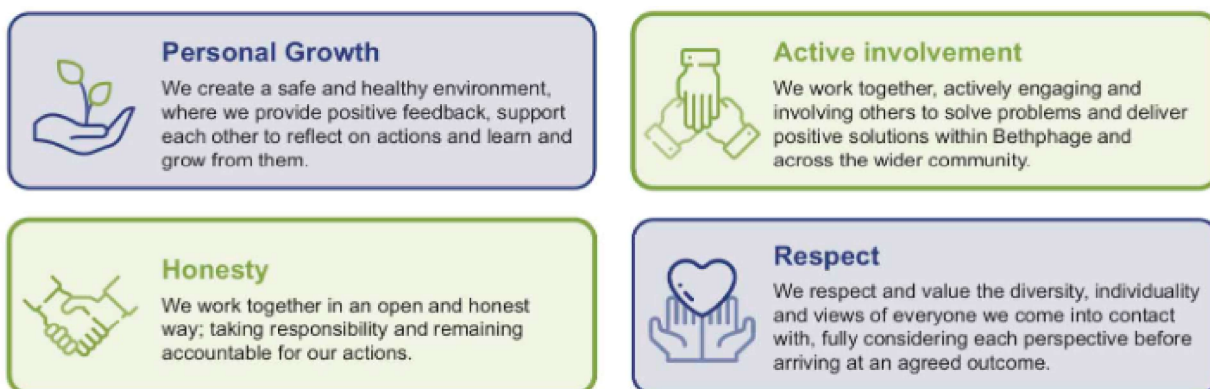 Personal Growth
We create a safe and healthy environment,
where we provide positive feedback, support
each other to reflect on actions and learn and
grow from them.
Active involvement
We work together, actively engaging and
involving others to solve problems and deliver
positive solutions within Bethphage and
across the wider community.
Honesty
We work together in an open and honest
way; taking responsibility and remaining
accountable for our actions.
Respect
We respect and value the diversity, individuality
and views of everyone we come into contact
with, fully considering each perspective before
arriving at an agreed outcome.